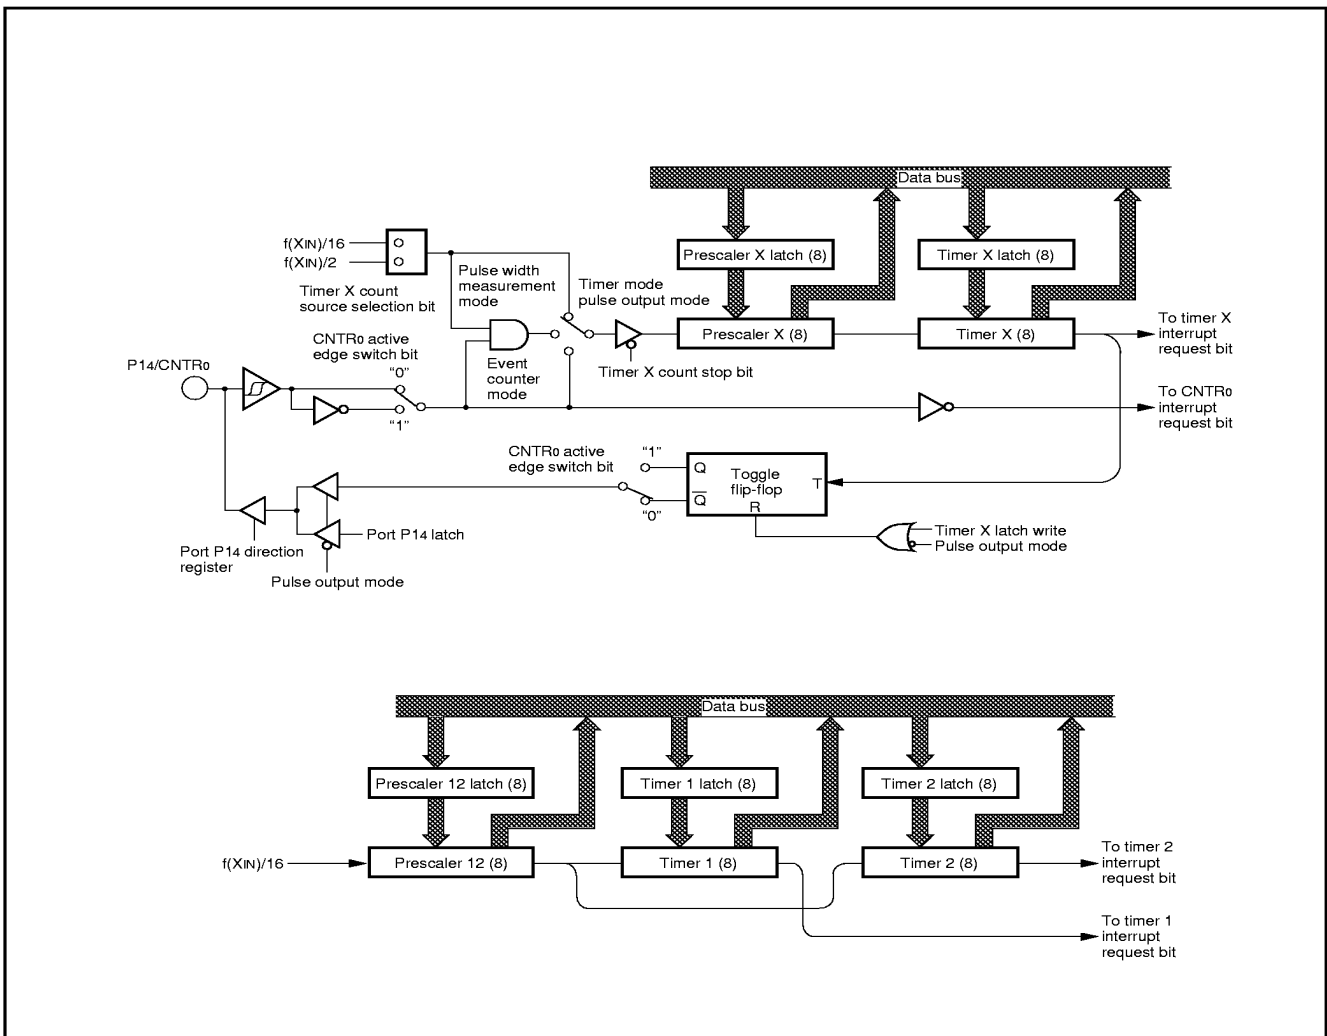 Data bus
f(XIN)/16
f(XIN)/2
Timer X count
source selection bit
Pulse width
measurement
mode
Timer mode
pulse output mode
Prescaler X latch (8)
Timer X latch (8)
Prescaler X (8)
Timer X (8)
To timer X
interrupt
request bit
CNTR0 active
edge switch bit
"0"
"1"
P14/CNTR0
Event
counter
mode
Timer X count stop bit
To CNTR0
interrupt
request bit
CNTR0 active
edge switch bit
"1"
"0"
Q
Q̅
Toggle
flip-flop
T
R
Timer X latch write
Pulse output mode
Port P14 latch
Port P14 direction
register
Pulse output mode
Data bus
Prescaler 12 latch (8)
Timer 1 latch (8)
Timer 2 latch (8)
f(XIN)/16
Prescaler 12 (8)
Timer 1 (8)
Timer 2 (8)
To timer 2
interrupt
request bit
To timer 1
interrupt
request bit